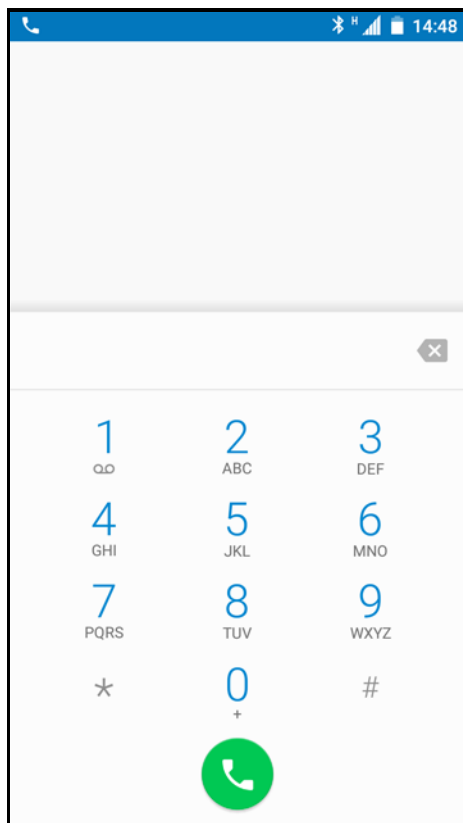 H 14:48
1 2 3
ABC DEF
4 5 6
GHI JKL MNO
7 8 9
PQRS TUV WXYZ
* 0 #
+